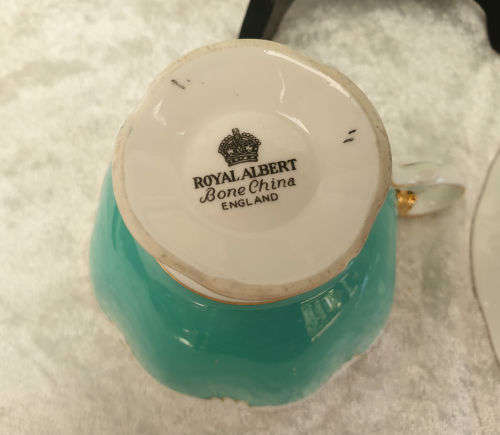 ROYAL ALBERT
Bone China
ENGLAND